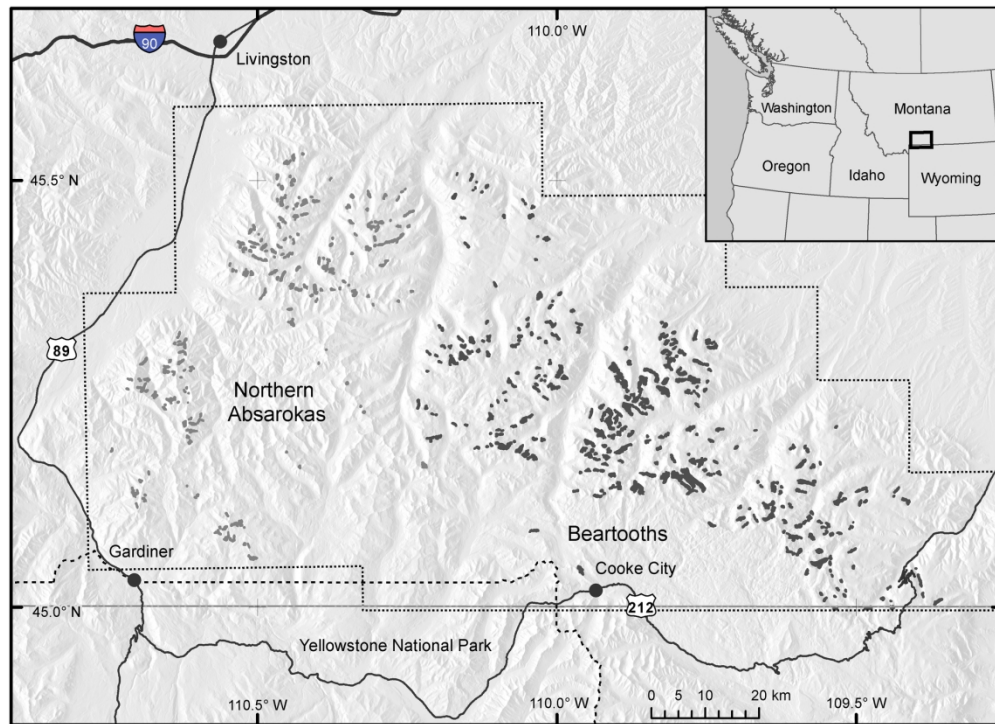 110.0° W
90
Livingston
Washington
Montana
Oregon
Idaho
Wyoming
45.5° N
89
Northern
Absarokas
Beartooths
Gardiner
Cooke City
45.0° N
212
Yellowstone National Park
0 5 10 20 km
110.5° W
110.0° W
109.5° W